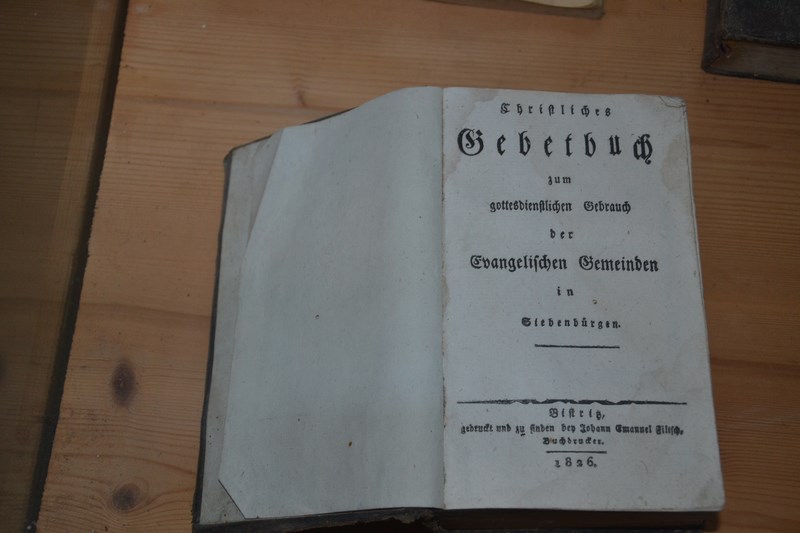 Christliches
Gebetbuch
zum
gottesdienstlichen Gebrauch
der
Evangelischen Gemeinden
in
Siebenbürgen.
Bistritz,
gedruckt und zu finden bey Johann Emanuel Filtsch,
Buchdrucker.
1826.